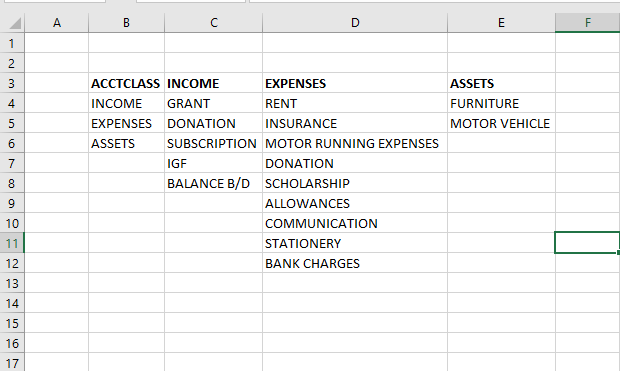 A B C D E F
1
2
3 ACCTCLASS INCOME EXPENSES ASSETS
4 INCOME GRANT RENT FURNITURE
5 EXPENSES DONATION INSURANCE MOTOR VEHICLE
6 ASSETS SUBSCRIPTION MOTOR RUNNING EXPENSES
7 IGF DONATION
8 BALANCE B/D SCHOLARSHIP
9 ALLOWANCES
10 COMMUNICATION
11 STATIONERY
12 BANK CHARGES
13
14
15
16
17